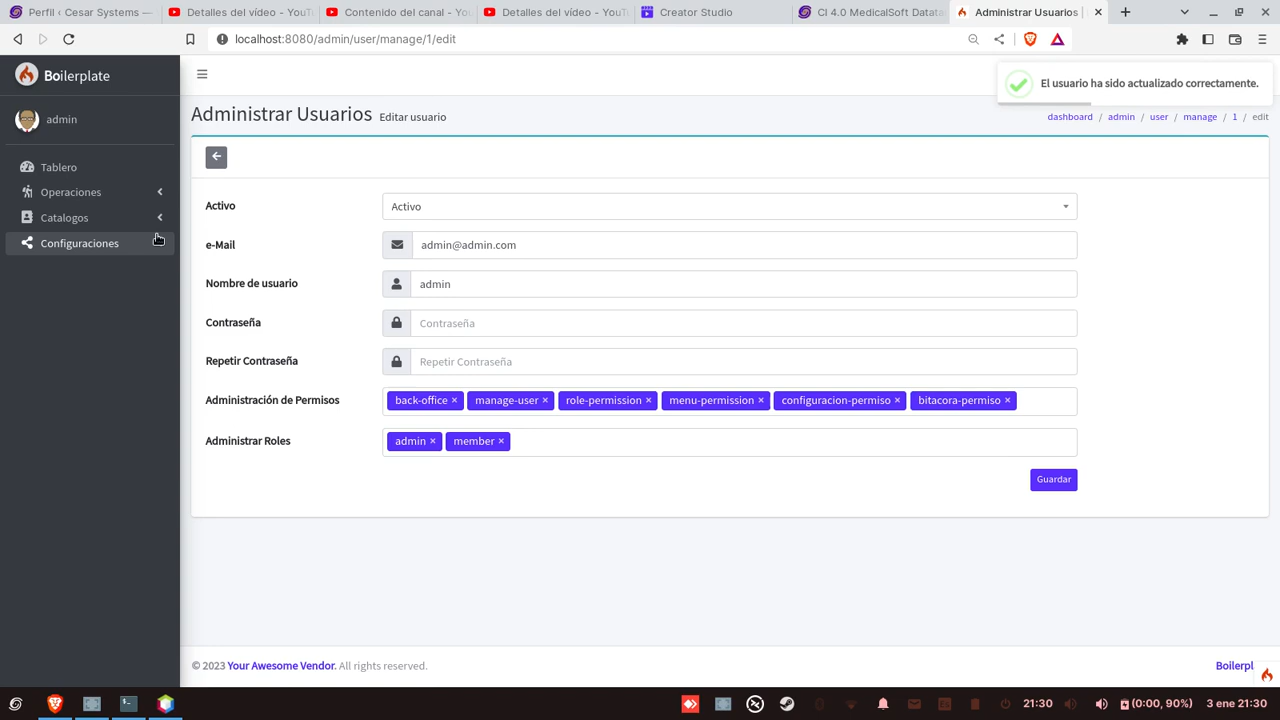 Perfil ‹ Cesar Systems —
Detalles del vídeo - YouTu
Contenido del canal - You
Detalles del vídeo - YouTu
Creator Studio
CI 4.0 MedicalSoft Datata
Administrar Usuarios
localhost:8080/admin/user/manage/1/edit
Boilerplate
admin
Tablero
Operaciones
Catalogos
Configuraciones
El usuario ha sido actualizado correctamente.
Administrar Usuarios Editar usuario
dashboard / admin / user / manage / 1 / edit
Activo
Activo
e-Mail
admin@admin.com
Nombre de usuario
admin
Contraseña
Contraseña
Repetir Contraseña
Repetir Contraseña
Administración de Permisos
back-office × manage-user × role-permission × menu-permission × configuracion-permiso × bitacora-permiso ×
Administrar Roles
admin × member ×
Guardar
© 2023 Your Awesome Vendor. All rights reserved.
Boilerpl
21:30
(0:00, 90%)
3 ene 21:30